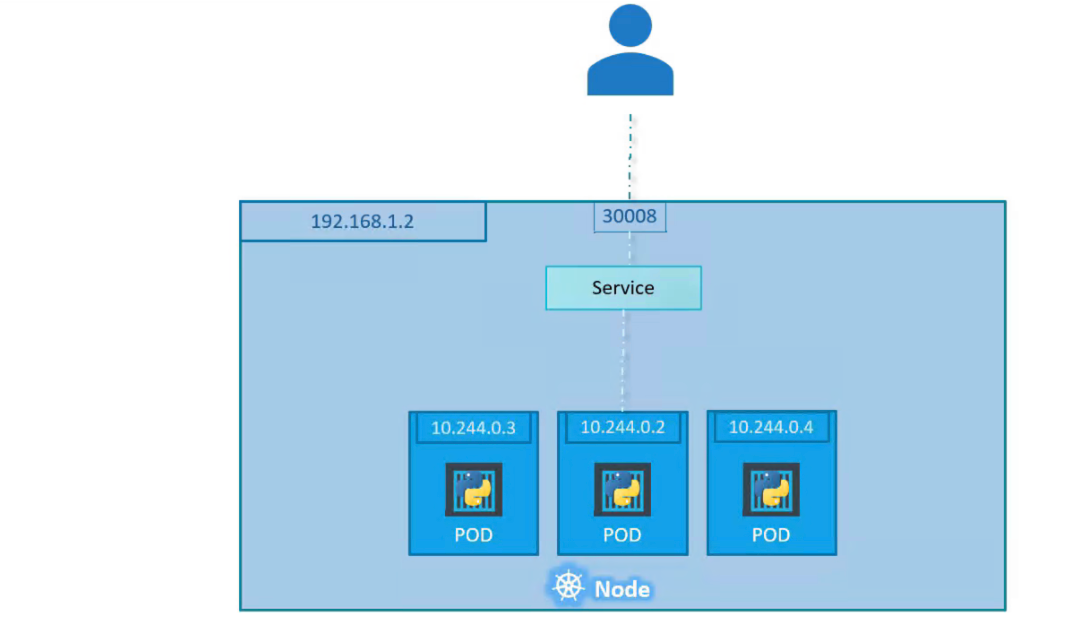 192.168.1.2
30008
Service
10.244.0.3
10.244.0.2
10.244.0.4
POD
POD
POD
Node